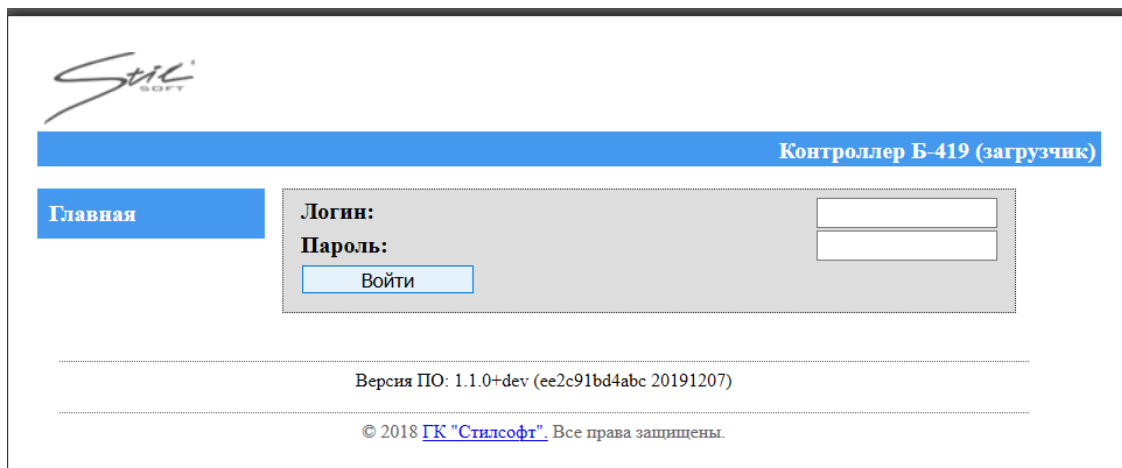 Stil
SOFT
Контроллер Б-419 (загрузчик)
Главная
Логин:
Пароль:
Войти
Версия ПО: 1.1.0+dev (ee2c91bd4abc 20191207)
© 2018 ГК "Стилсофт". Все права защищены.